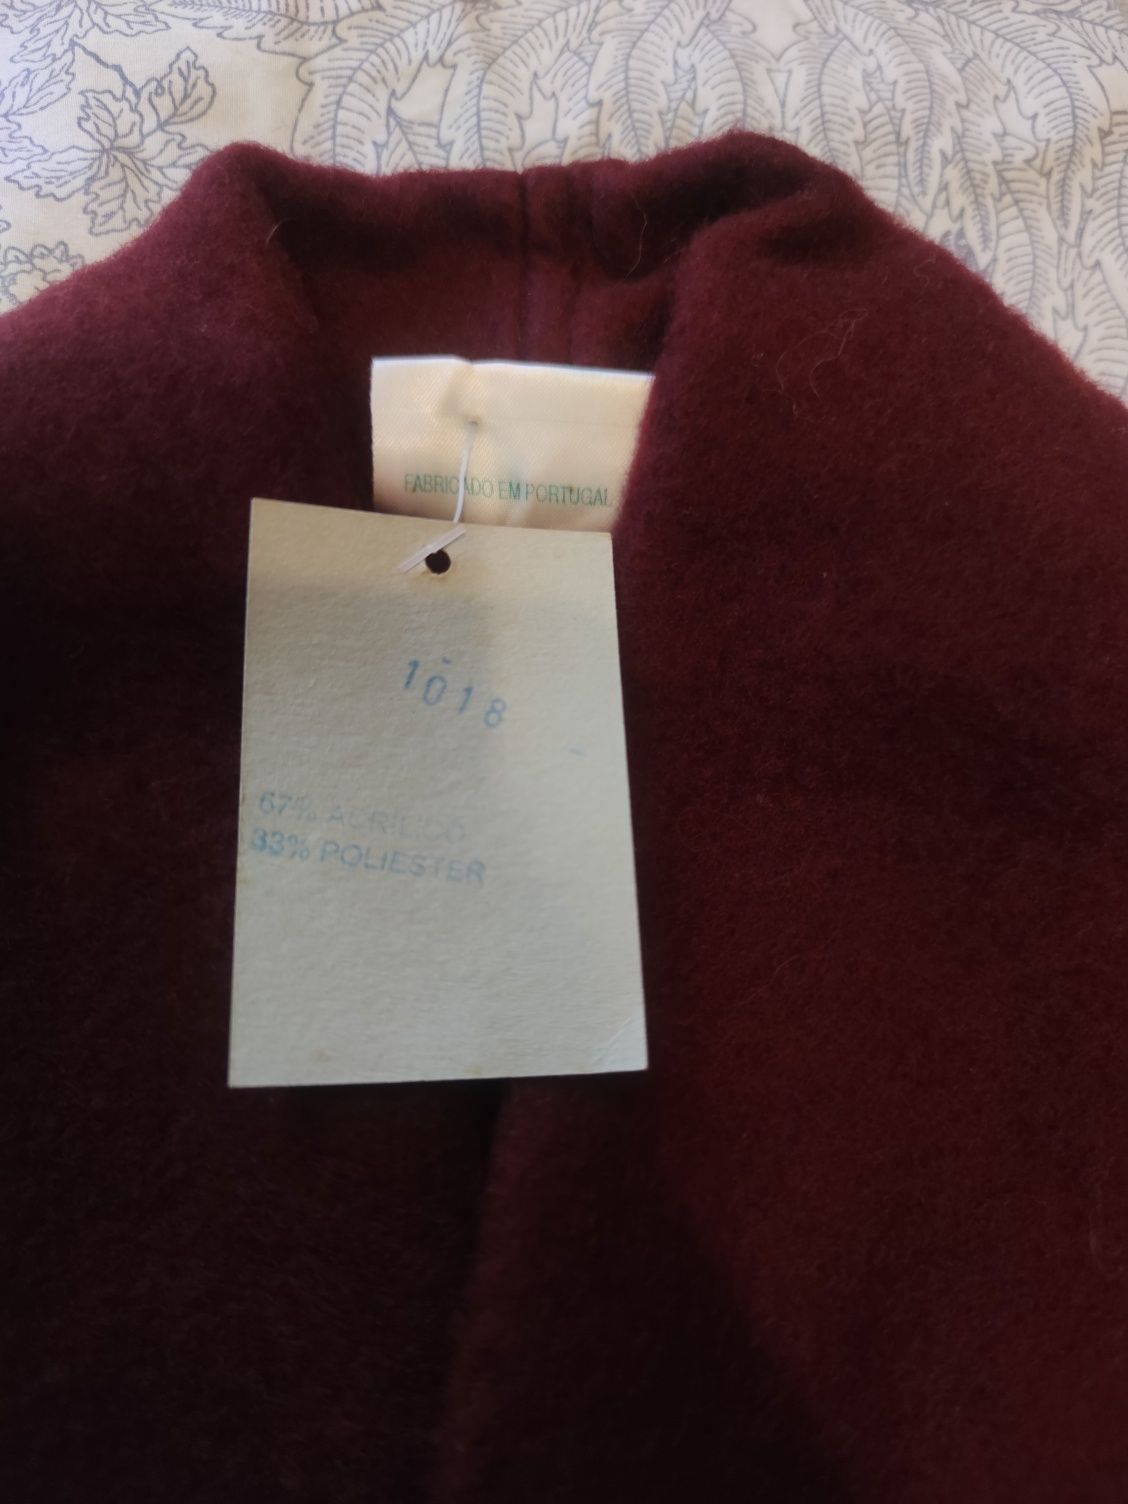 FABRICADO EM PORTUGAL
1018
67% ACRILICO
33% POLIESTER